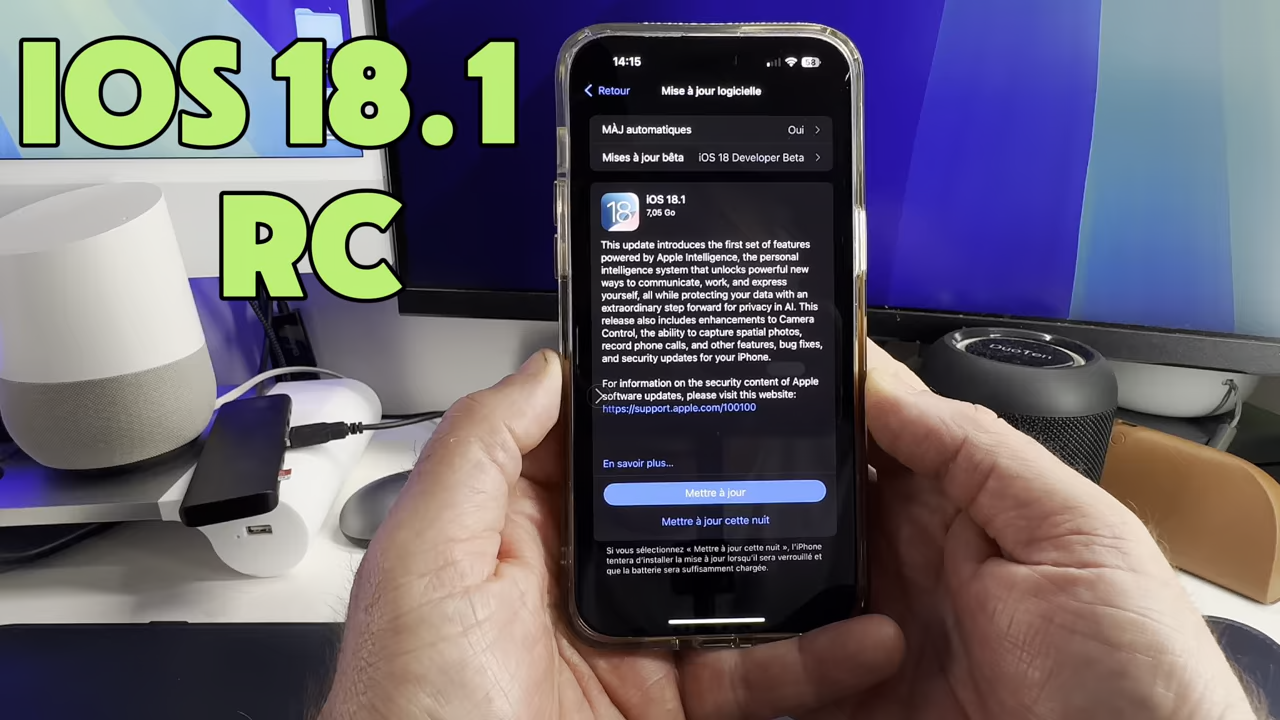 IOS 18.1
RC
14:15
58
Retour
Mise à jour logicielle
MÀJ automatiques Oui
Mises à jour bêta iOS 18 Developer Beta
18
iOS 18.1
7,05 Go
This update introduces the first set of features
powered by Apple Intelligence, the personal
intelligence system that unlocks powerful new
ways to communicate, work, and express
yourself, all while protecting your data with an
extraordinary step forward for privacy in AI. This
release also includes enhancements to Camera
Control, the ability to capture spatial photos,
record phone calls, and other features, bug fixes,
and security updates for your iPhone.
For information on the security content of Apple
software updates, please visit this website:
https://support.apple.com/100100
En savoir plus...
Mettre à jour
Mettre à jour cette nuit
Si vous sélectionnez « Mettre à jour cette nuit », l'iPhone
tentera d'installer la mise à jour lorsqu'il sera verrouillé et
que la batterie sera suffisamment chargée.
DuoTen